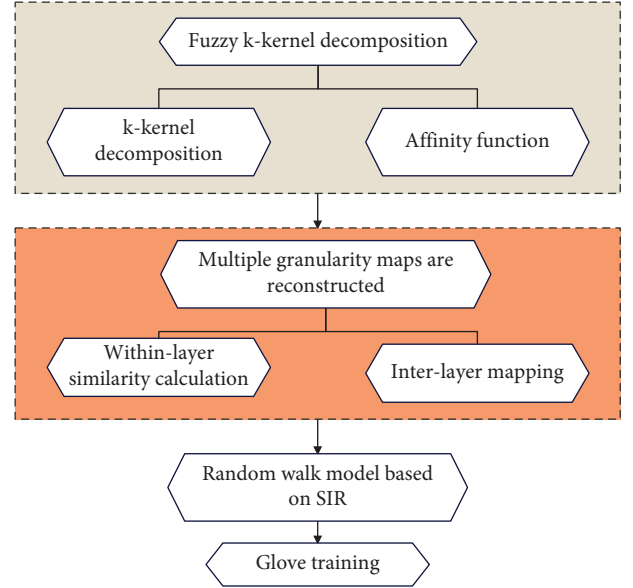 Fuzzy k-kernel decomposition
k-kernel
decomposition
Affinity function
Multiple granularity maps are
reconstructed
Within-layer
similarity calculation
Inter-layer mapping
Random walk model based
on SIR
Glove training